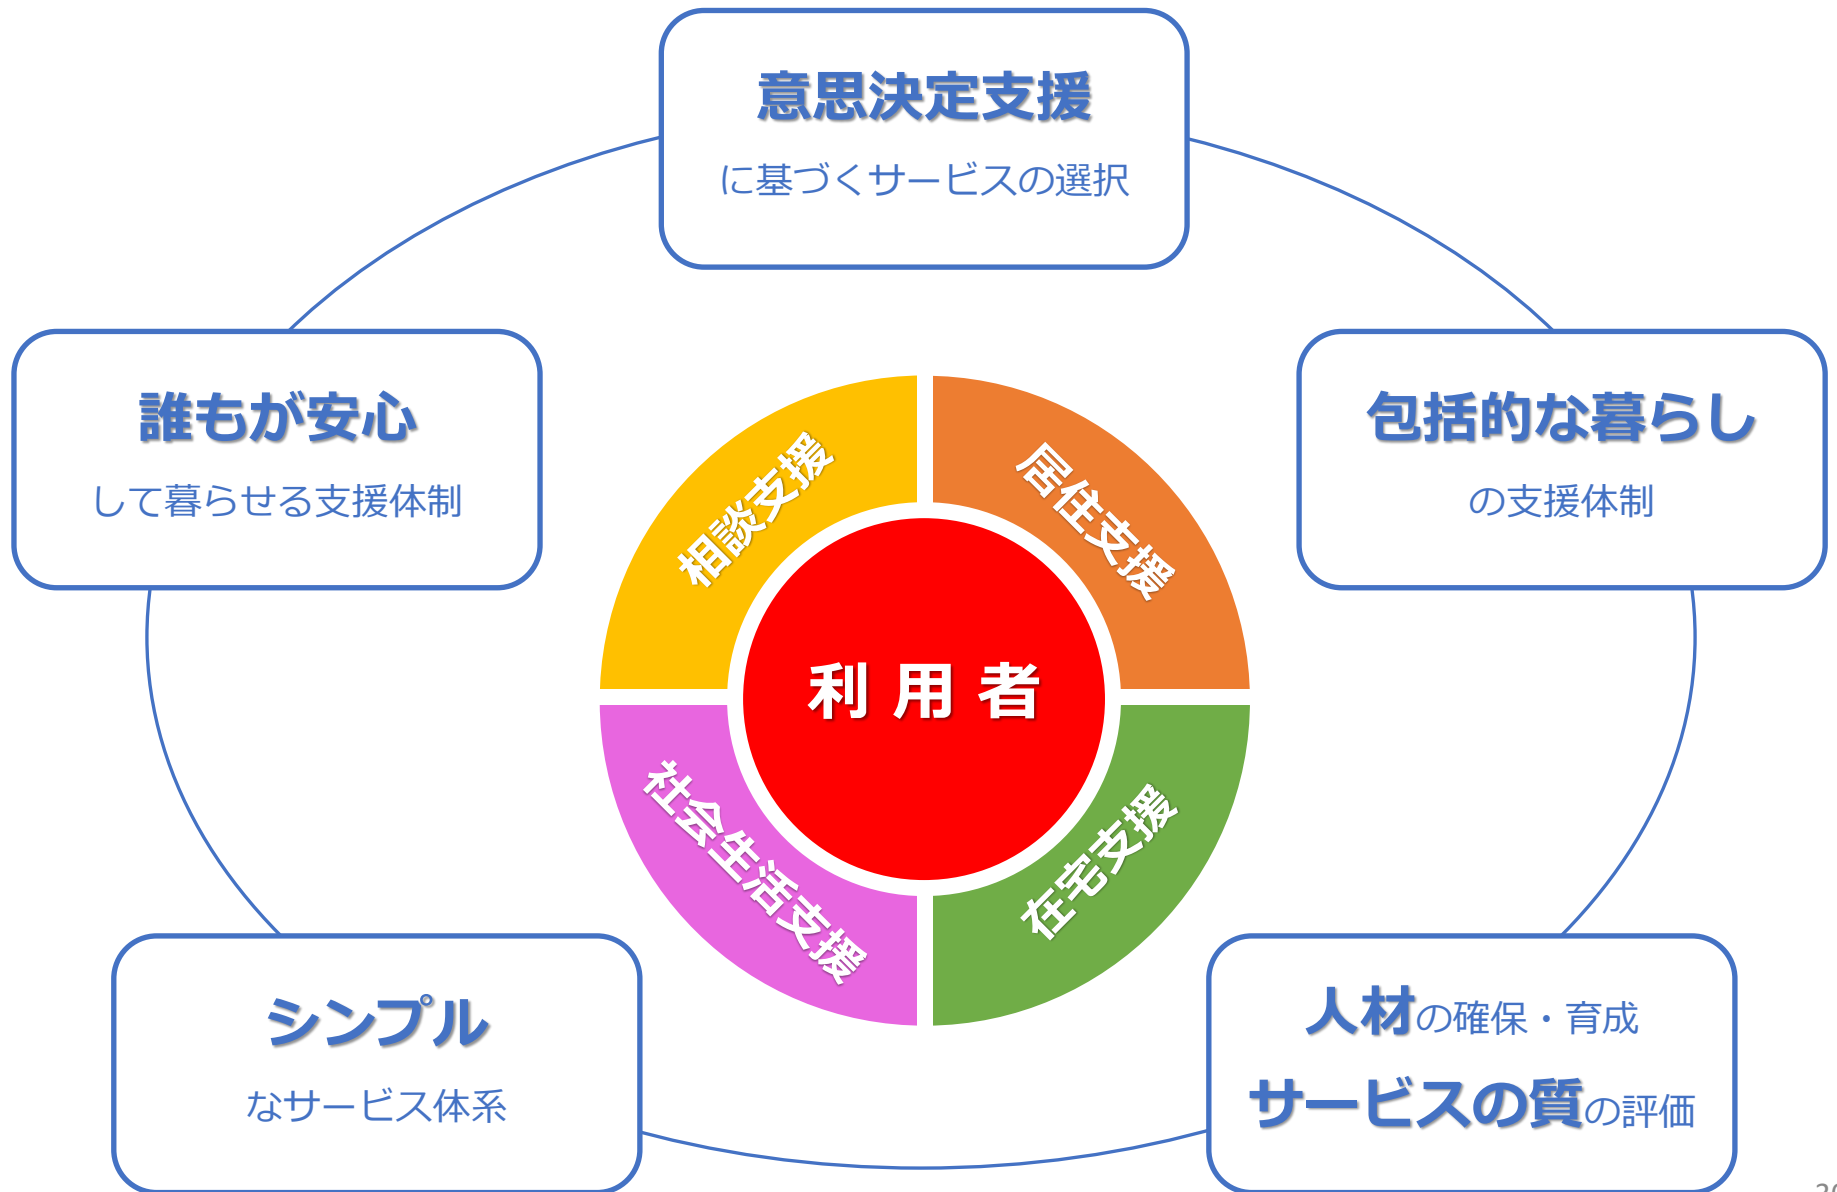 意思決定支援
に基づくサービスの選択
誰もが安心
して暮らせる支援体制
包括的な暮らし
の支援体制
相談支援
居住支援
利用者
社会生活支援
在宅支援
シンプル
なサービス体系
人材の確保・育成
サービスの質の評価